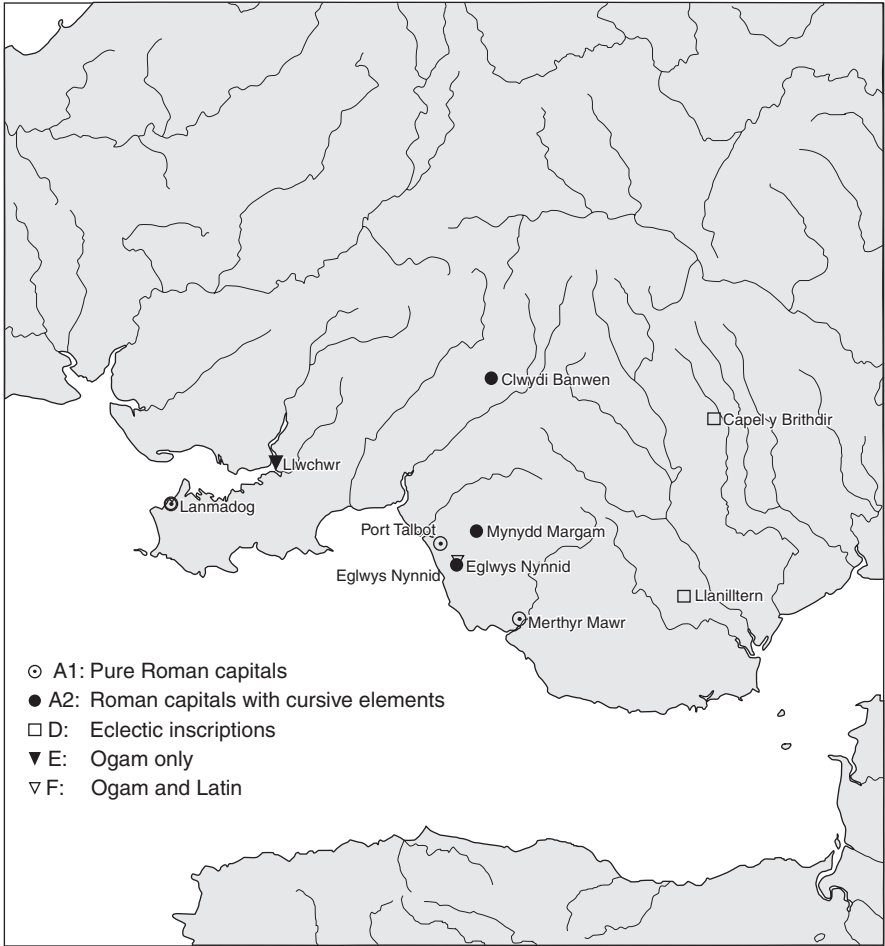 Clwydi Banwen
Capel y Brithdir
Llwchwr
Lanmadog
Port Talbot
Mynydd Margam
Eglwys Nynnid
Eglwys Nynnid
Llanilltern
Merthyr Mawr
A1: Pure Roman capitals
A2: Roman capitals with cursive elements
D: Eclectic inscriptions
E: Ogam only
F: Ogam and Latin